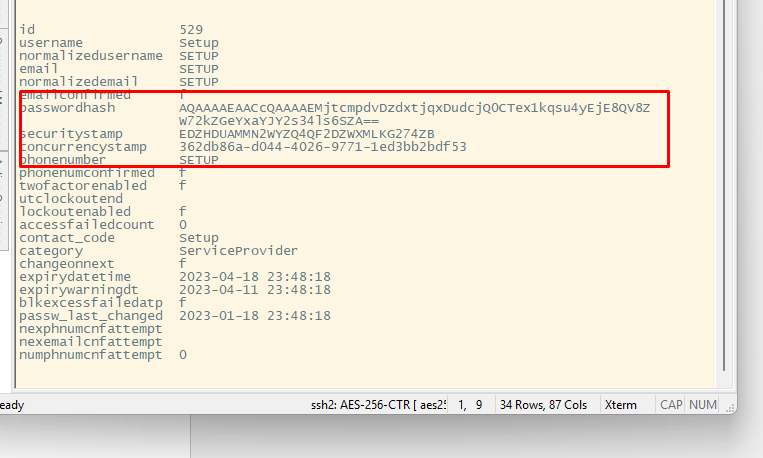 id 529
username Setup
normalizedusername SETUP
email SETUP
normalizedemail SETUP
emailconfirmed f
passwordhash AQAAAAEAACcQAAAAEMjtcmpdvDzdxtjqxDudcjQ0CTex1kqsu4yEjE8QV8Z
W72kZGeYxaYJY2s34ls6SZA==
securitystamp EDZHDUAMMN2WYZQ4QF2DZWXMLKG274ZB
concurrencystamp 362db86a-d044-4026-9771-1ed3bb2bdf53
phonenumber SETUP
phonenumconfirmed f
twofactorenabled f
utclockoutend
lockoutenabled f
accessfailedcount 0
contact_code Setup
category ServiceProvider
changeonnext f
expirydatetime 2023-04-18 23:48:18
expirywarningdt 2023-04-11 23:48:18
blkexcessfailedatp f
passw_last_changed 2023-01-18 23:48:18
nexphnumcnfattempt
nexemailcnfattempt
numphnumcnfattempt 0
eady ssh2: AES-256-CTR [ aes25 1, 9 34 Rows, 87 Cols Xterm CAP NUM